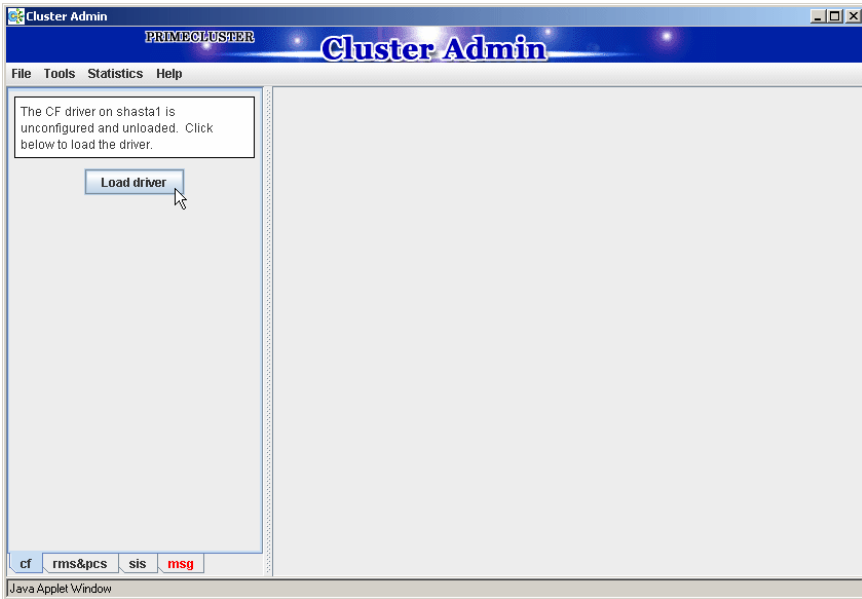 Cluster Admin
PRIMECLUSTER
Cluster Admin
File Tools Statistics Help
The CF driver on shasta1 is
unconfigured and unloaded. Click
below to load the driver.
Load driver
cf rms&pcs sis msg
Java Applet Window